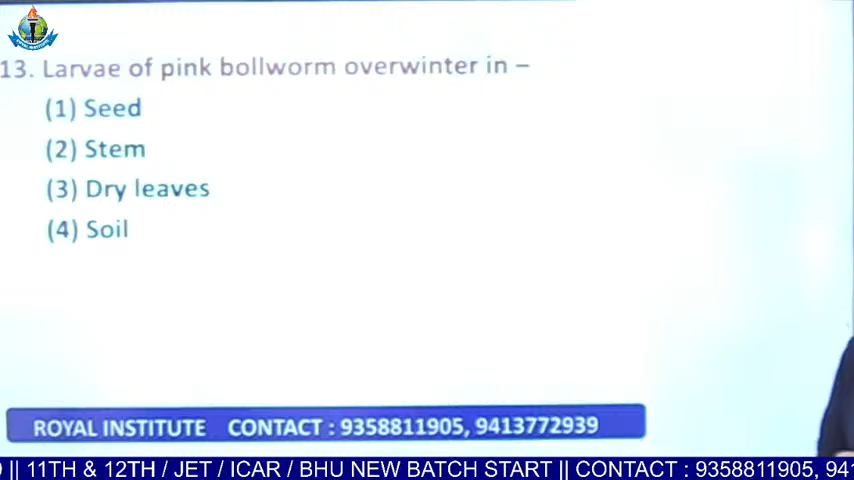 13. Larvae of pink bollworm overwinter in –
(1) Seed
(2) Stem
(3) Dry leaves
(4) Soil
ROYAL INSTITUTE CONTACT : 9358811905, 9413772939
|| 11TH & 12TH / JET / ICAR / BHU NEW BATCH START || CONTACT : 9358811905, 941